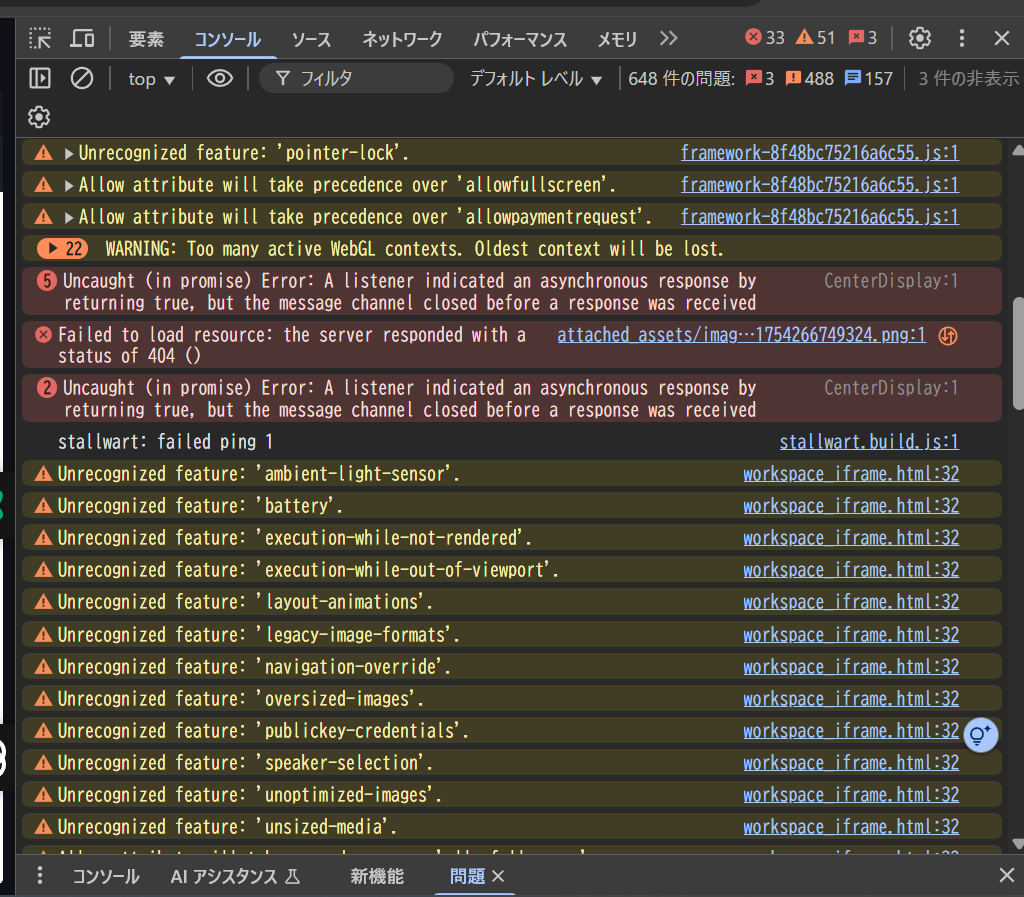 要素 コンソール ソース ネットワーク パフォーマンス メモリ 33 51 3
top フィルタ デフォルト レベル 648 件の問題: 3 488 157 3 件の非表示
Unrecognized feature: 'pointer-lock'. framework-8f48bc75216a6c55.js:1
Allow attribute will take precedence over 'allowfullscreen'. framework-8f48bc75216a6c55.js:1
Allow attribute will take precedence over 'allowpaymentrequest'. framework-8f48bc75216a6c55.js:1
22 WARNING: Too many active WebGL contexts. Oldest context will be lost.
5 Uncaught (in promise) Error: A listener indicated an asynchronous response by CenterDisplay:1
returning true, but the message channel closed before a response was received
Failed to load resource: the server responded with a attached_assets/imag…1754266749324.png:1
status of 404 ()
2 Uncaught (in promise) Error: A listener indicated an asynchronous response by CenterDisplay:1
returning true, but the message channel closed before a response was received
stallwart: failed ping 1 stallwart.build.js:1
Unrecognized feature: 'ambient-light-sensor'. workspace_iframe.html:32
Unrecognized feature: 'battery'. workspace_iframe.html:32
Unrecognized feature: 'execution-while-not-rendered'. workspace_iframe.html:32
Unrecognized feature: 'execution-while-out-of-viewport'. workspace_iframe.html:32
Unrecognized feature: 'layout-animations'. workspace_iframe.html:32
Unrecognized feature: 'legacy-image-formats'. workspace_iframe.html:32
Unrecognized feature: 'navigation-override'. workspace_iframe.html:32
Unrecognized feature: 'oversized-images'. workspace_iframe.html:32
Unrecognized feature: 'publickey-credentials'. workspace_iframe.html:32
Unrecognized feature: 'speaker-selection'. workspace_iframe.html:32
Unrecognized feature: 'unoptimized-images'. workspace_iframe.html:32
Unrecognized feature: 'unsized-media'. workspace_iframe.html:32
コンソール AI アシスタンス 新機能 問題